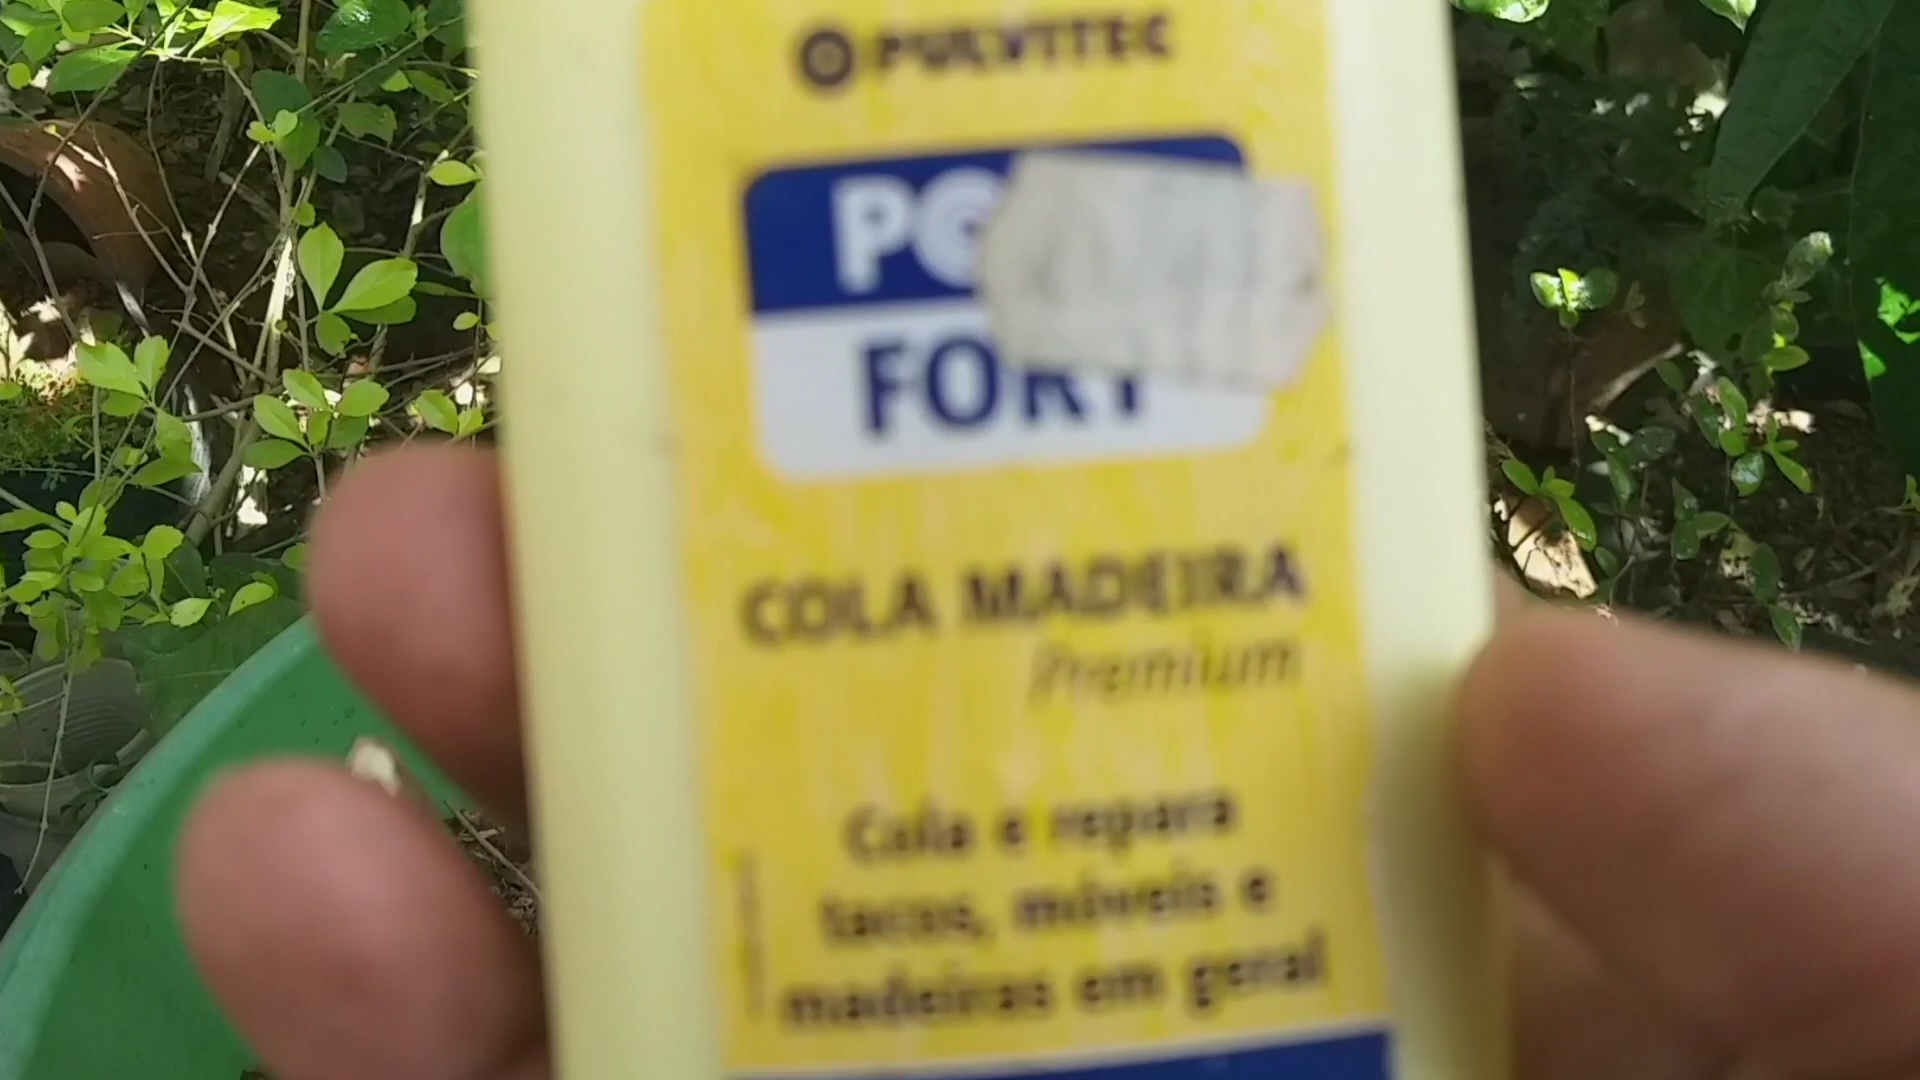 PULVITEC
FORT
COLA MADEIRA
Premium
Cola e repara
tacos, móveis e
madeiras em geral